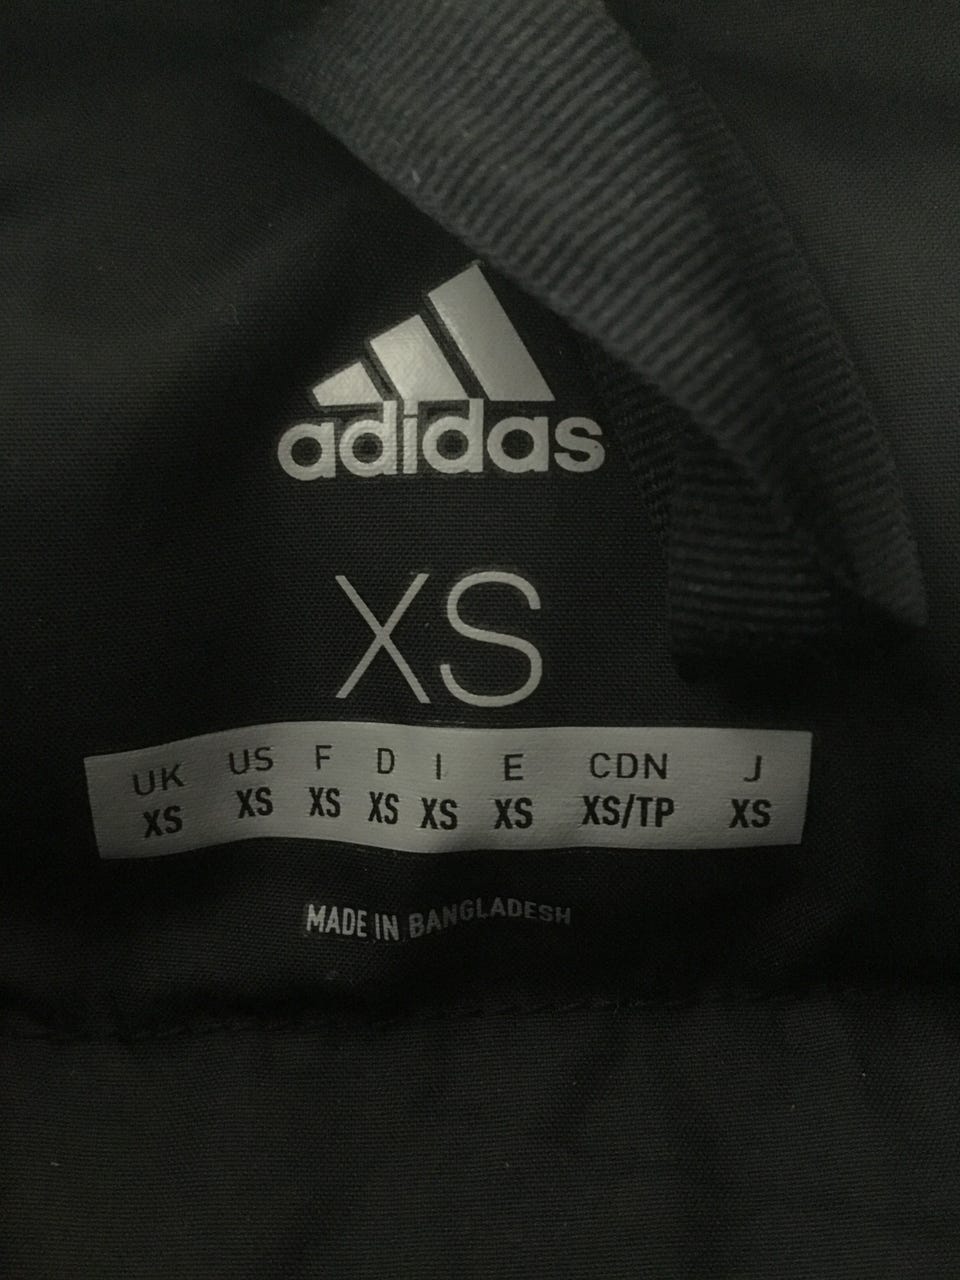 adidas
XS
UK US F D I E CDN J
XS XS XS XS XS XS XS/TP XS
MADE IN BANGLADESH